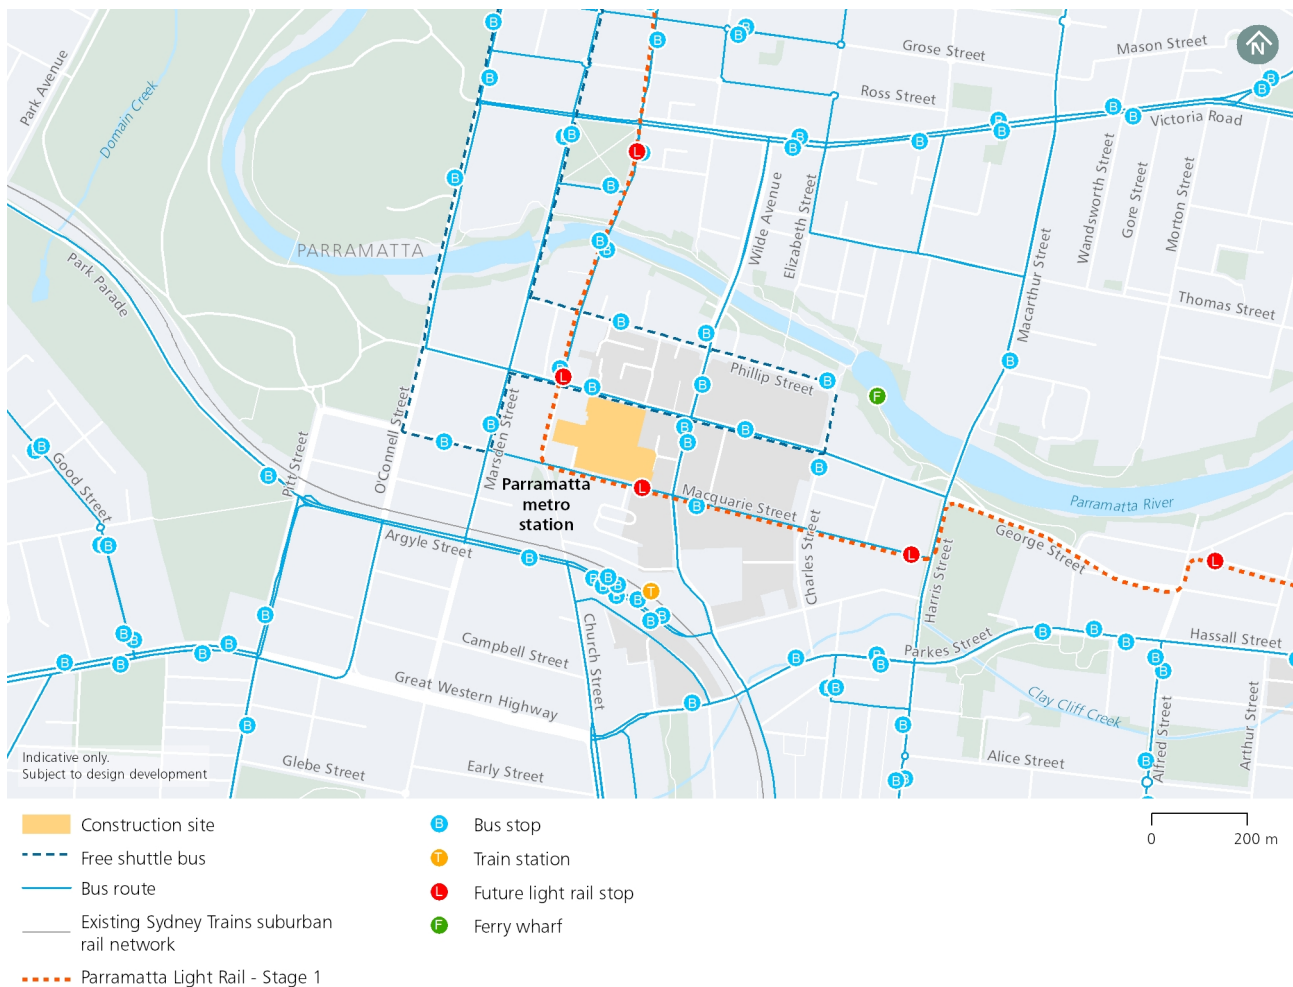 Park Avenue
Domain Creek
Grose Street
Mason Street
N
Ross Street
Victoria Road
PARRAMATTA
Park Parade
Wilde Avenue
Elizabeth Street
Macarthur Street
Wandsworth Street
Gore Street
Morton Street
Thomas Street
Phillip Street
Good Street
Pitt Street
O'Connell Street
Marsden Street
Parramatta
metro
station
Macquarie Street
Parramatta River
George Street
Argyle Street
Charles Street
Harris Street
Church Street
Campbell Street
Parkes Street
Hassall Street
Great Western Highway
Clay Cliff Creek
Alfred Street
Arthur Street
Alice Street
Glebe Street
Early Street
Indicative only.
Subject to design development
Construction site
Free shuttle bus
Bus route
Existing Sydney Trains suburban
rail network
Parramatta Light Rail - Stage 1
B Bus stop
T Train station
L Future light rail stop
F Ferry wharf
0 200 m